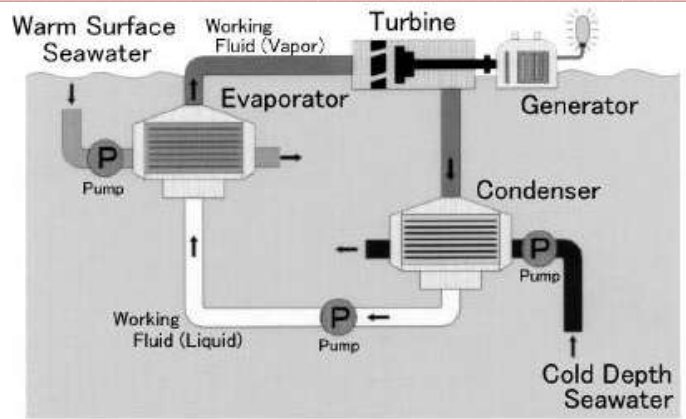 Warm Surface
Seawater
Working
Fluid (Vapor)
Turbine
Evaporator
Generator
P
Pump
Condenser
P
Pump
Working
Fluid (Liquid)
P
Pump
Cold Depth
Seawater